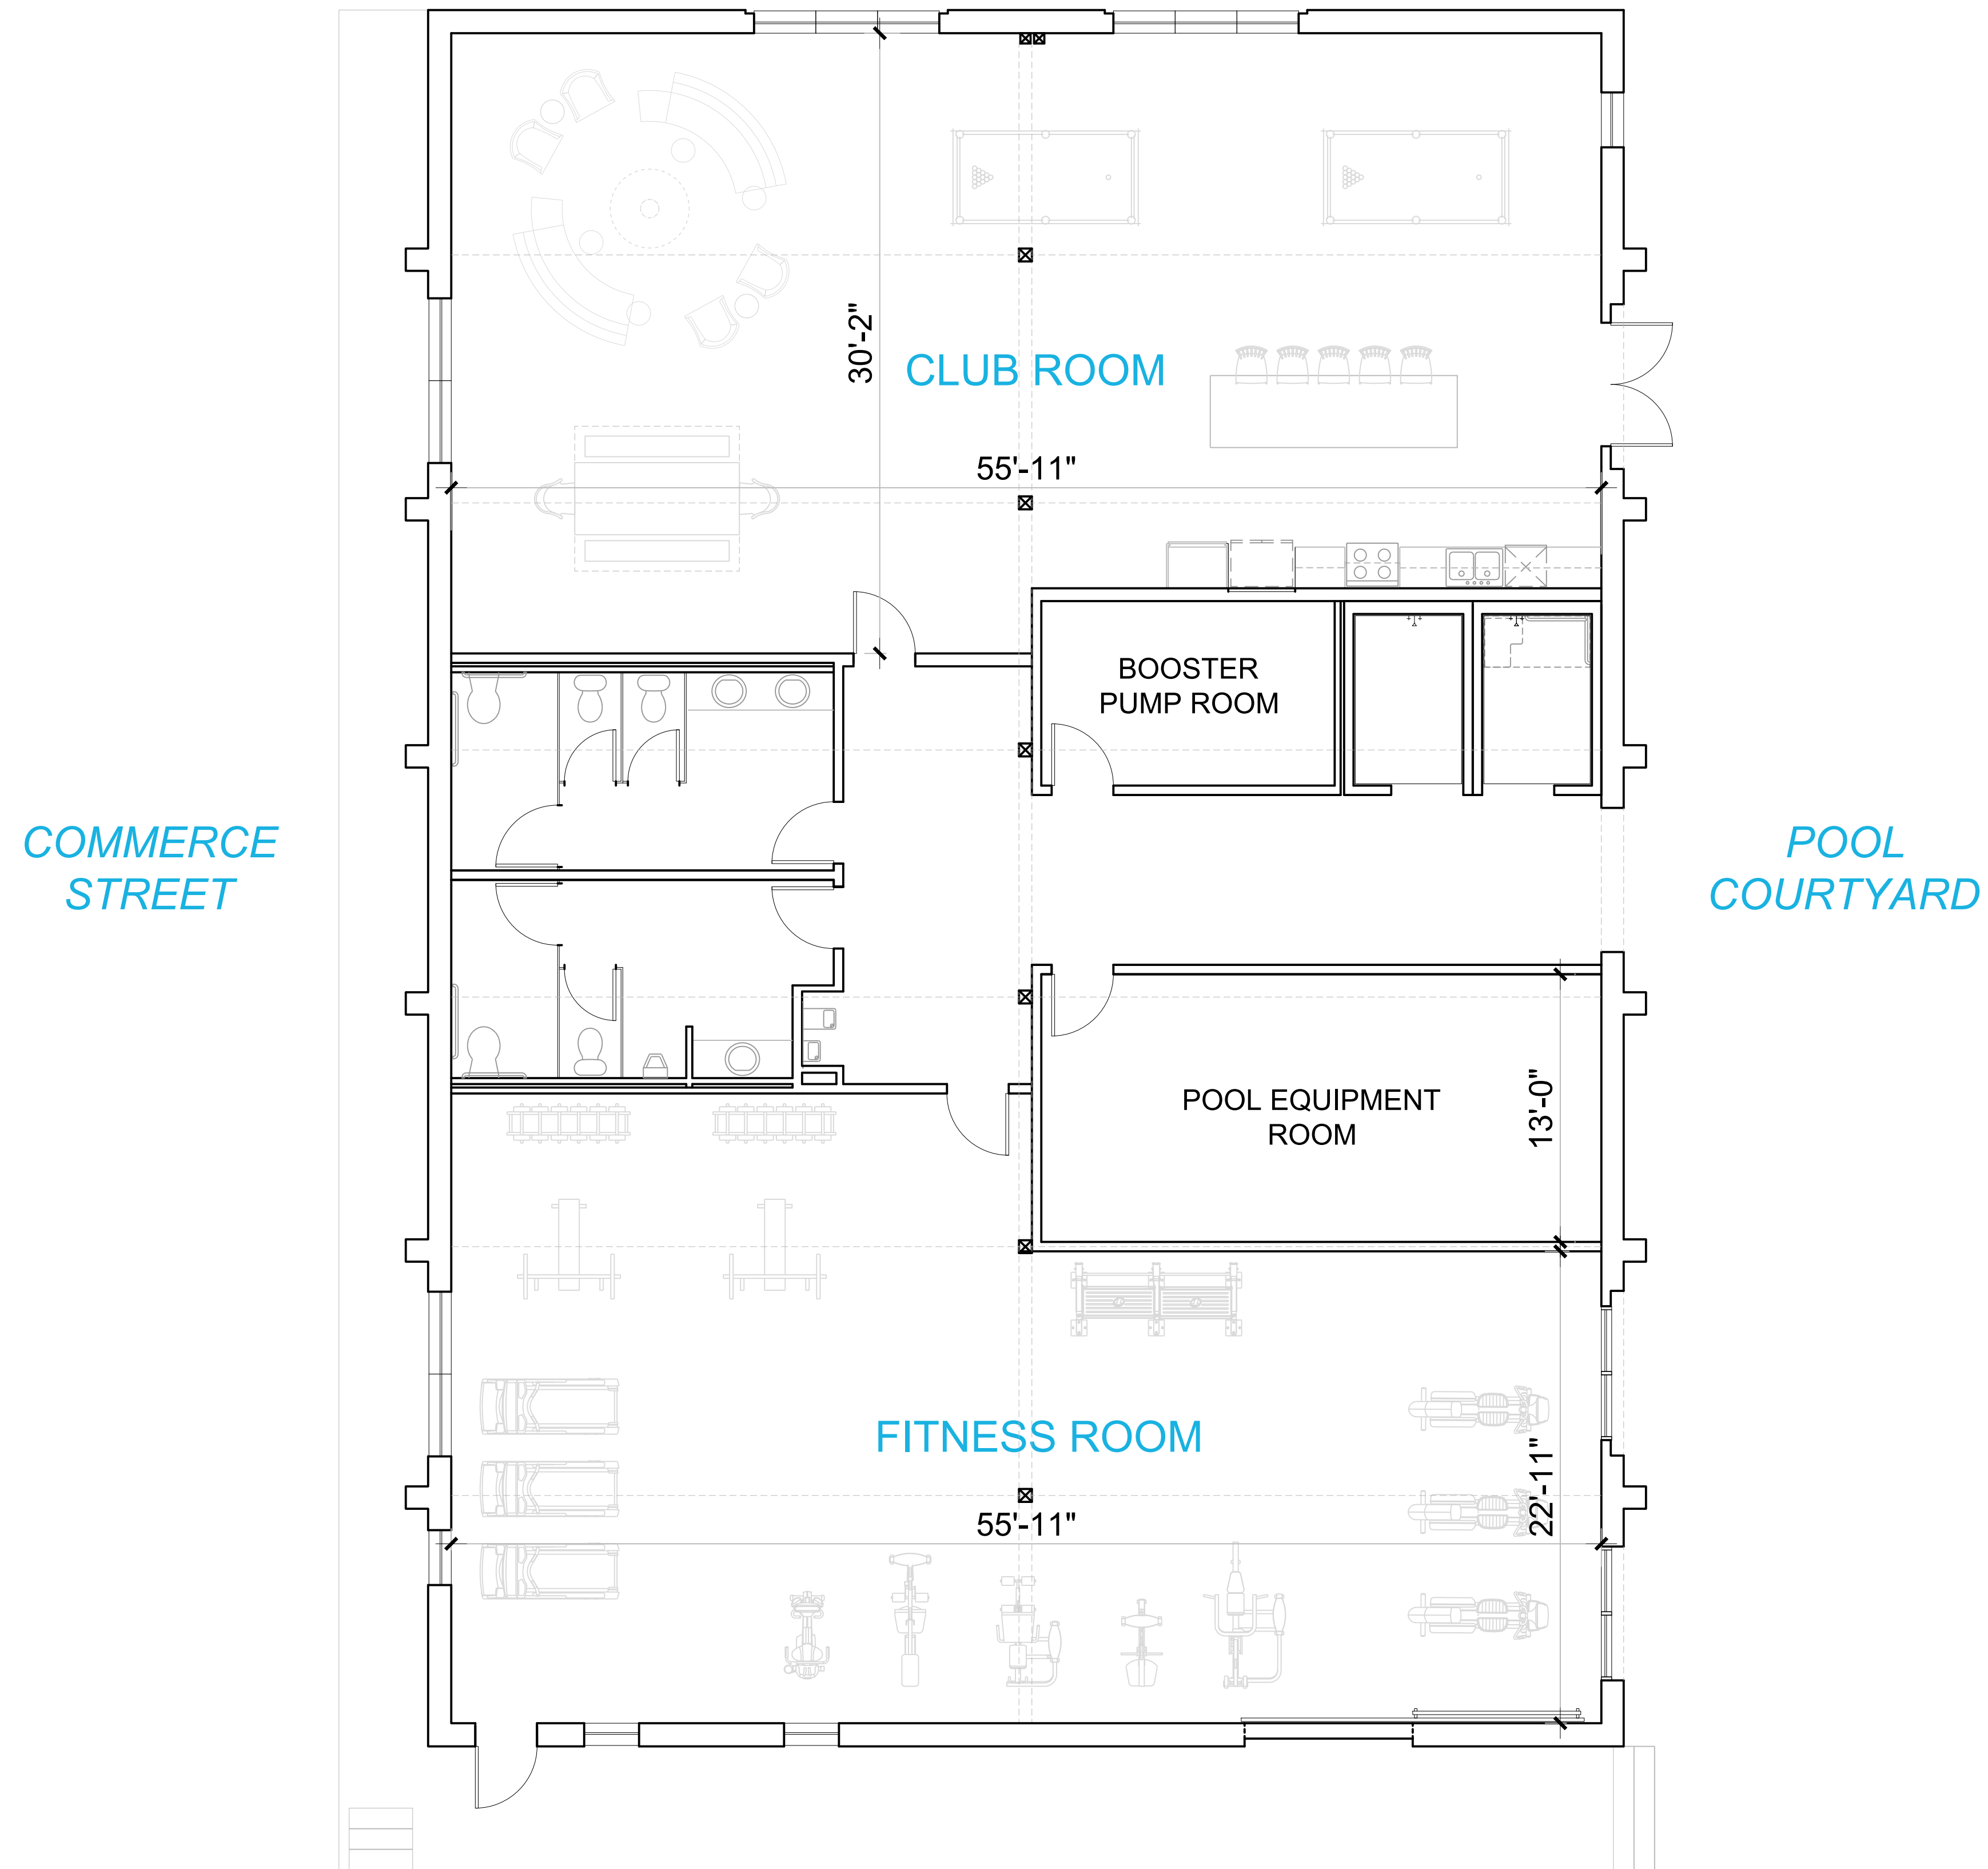 30'-2"
CLUB ROOM
55'-11"
BOOSTER
PUMP ROOM
COMMERCE
STREET
POOL
COURTYARD
POOL EQUIPMENT
ROOM
13'-0"
FITNESS ROOM
22'-11"
55'-11"